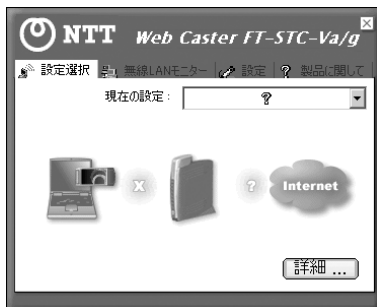 NTT Web Caster FT-STC-Va/g
設定選択 無線LANモニター 設定 ? 製品に関して
現在の設定： ?
X ? Internet
詳細 ...